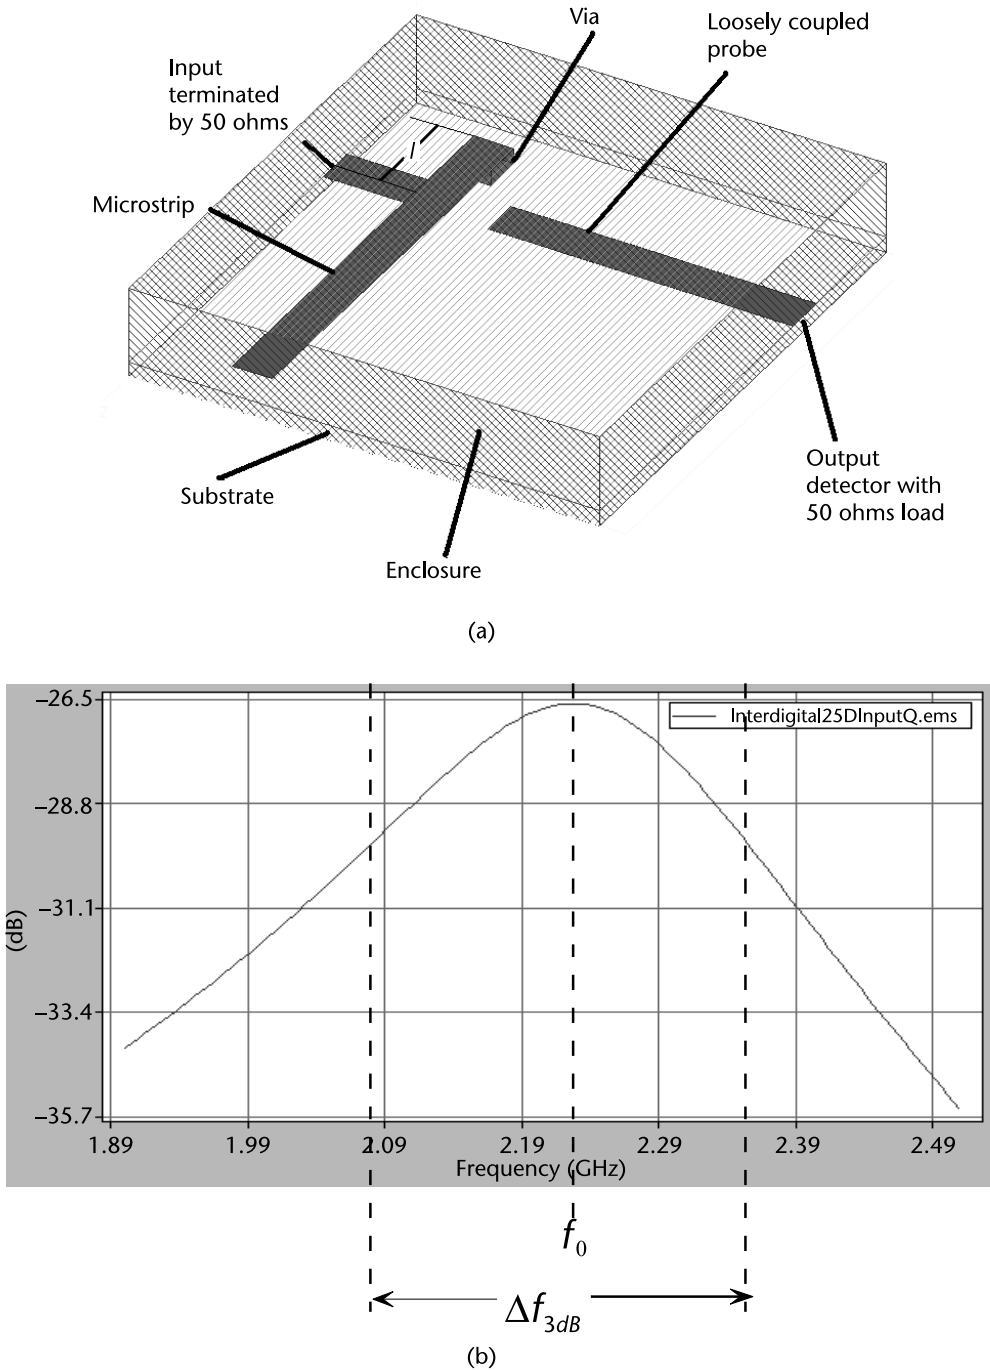 Via
Loosely coupled
probe
Input
terminated
by 50 ohms
l
Microstrip
Output
detector with
50 ohms load
Substrate
Enclosure
(a)
−26.5
Interdigital25DInputQ.ems
−28.8
−31.1
(dB)
−33.4
−35.7
1.89 1.99 2.09 2.19 2.29 2.39 2.49
Frequency (GHz)
f0
Δf3dB
(b)